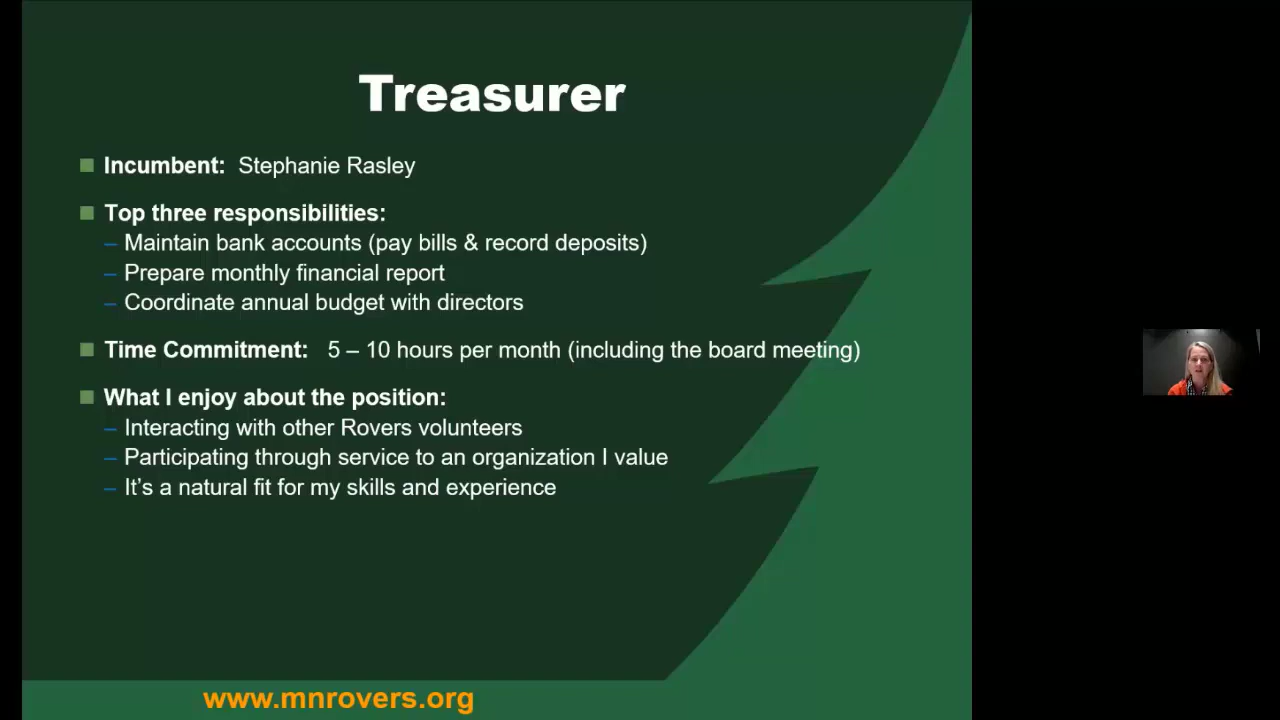 Treasurer
Incumbent: Stephanie Rasley
Top three responsibilities:
– Maintain bank accounts (pay bills & record deposits)
– Prepare monthly financial report
– Coordinate annual budget with directors
Time Commitment: 5 – 10 hours per month (including the board meeting)
What I enjoy about the position:
– Interacting with other Rovers volunteers
– Participating through service to an organization I value
– It’s a natural fit for my skills and experience
www.mnrovers.org